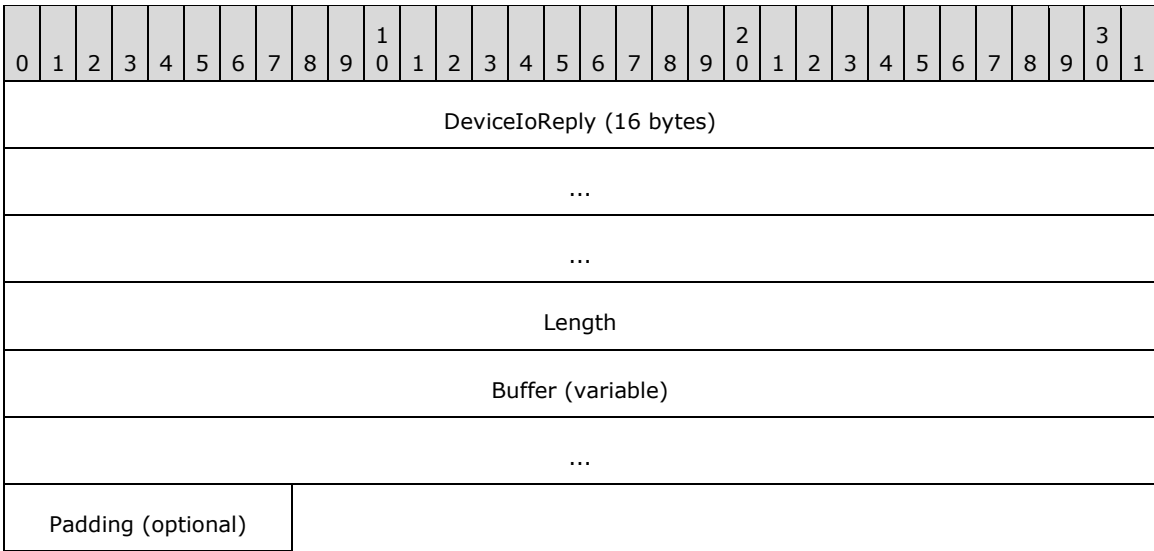 1 2 3
0 1 2 3 4 5 6 7 8 9 0 1 2 3 4 5 6 7 8 9 0 1 2 3 4 5 6 7 8 9 0 1
DeviceIoReply (16 bytes)
...
...
Length
Buffer (variable)
...
Padding (optional)